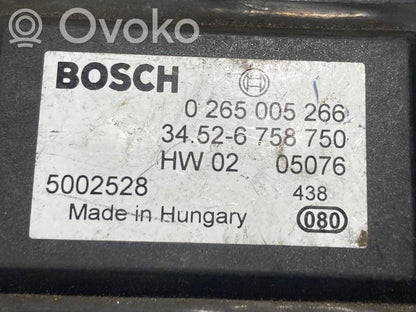 Ovoko
BOSCH
0 265 005 266
34.52-6 758 750
HW 02 05076
5002528 438
Made in Hungary 080